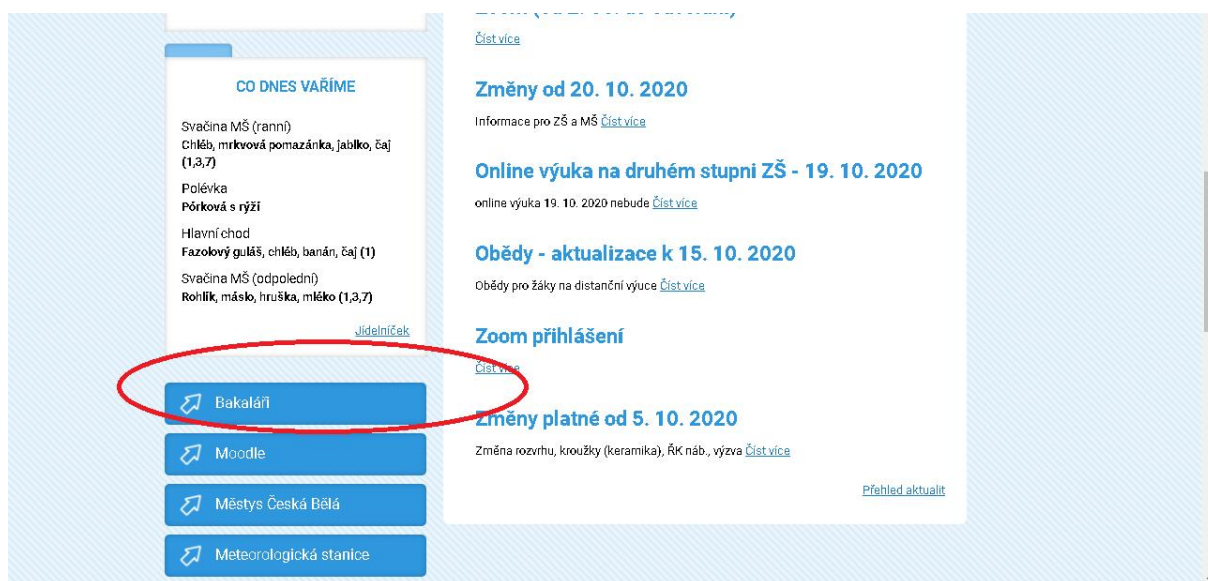 CO DNES VAŘÍME
Svačina MŠ (ranní)
Chléb, mrkvová pomazánka, jablko, čaj
(1,3,7)
Polévka
Pórková s rýží
Hlavní chod
Fazolový guláš, chléb, banán, čaj (1)
Svačina MŠ (odpolední)
Rohlík, máslo, hruška, mléko (1,3,7)
Jídelníček
Bakaláři
Moodle
Městys Česká Bělá
Meteorologická stanice
Číst více
Změny od 20. 10. 2020
Informace pro ZŠ a MŠ Číst více
Online výuka na druhém stupni ZŠ - 19. 10. 2020
online výuka 19. 10. 2020 nebude Číst více
Obědy - aktualizace k 15. 10. 2020
Obědy pro žáky na distanční výuce Číst více
Zoom přihlášení
Číst více
Změny platné od 5. 10. 2020
Změna rozvrhu, kroužky (keramika), ŘK náb., výzva Číst více
Přehled aktualit